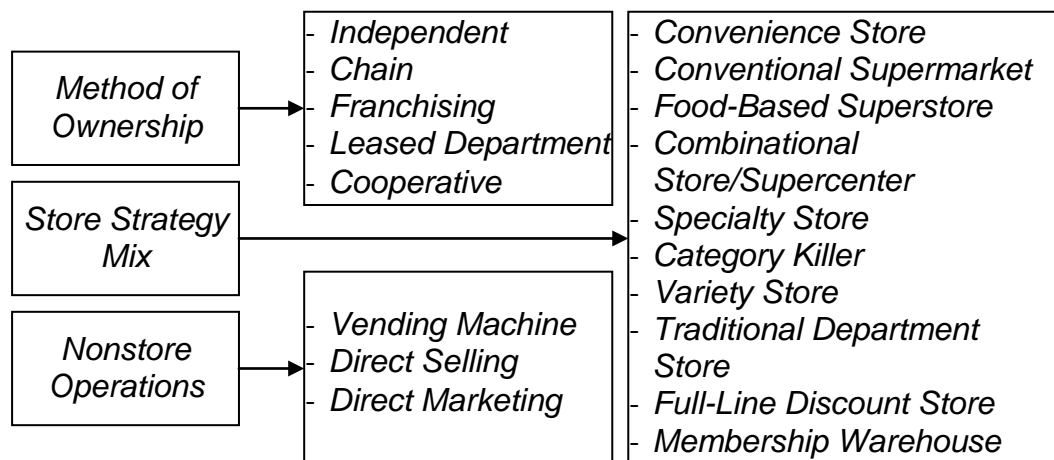 Method of
Ownership
- Independent
- Chain
- Franchising
- Leased Department
- Cooperative
Store Strategy
Mix
- Convenience Store
- Conventional Supermarket
- Food-Based Superstore
- Combinational
Store/Supercenter
- Specialty Store
- Category Killer
- Variety Store
- Traditional Department
Store
- Full-Line Discount Store
- Membership Warehouse
Nonstore
Operations
- Vending Machine
- Direct Selling
- Direct Marketing